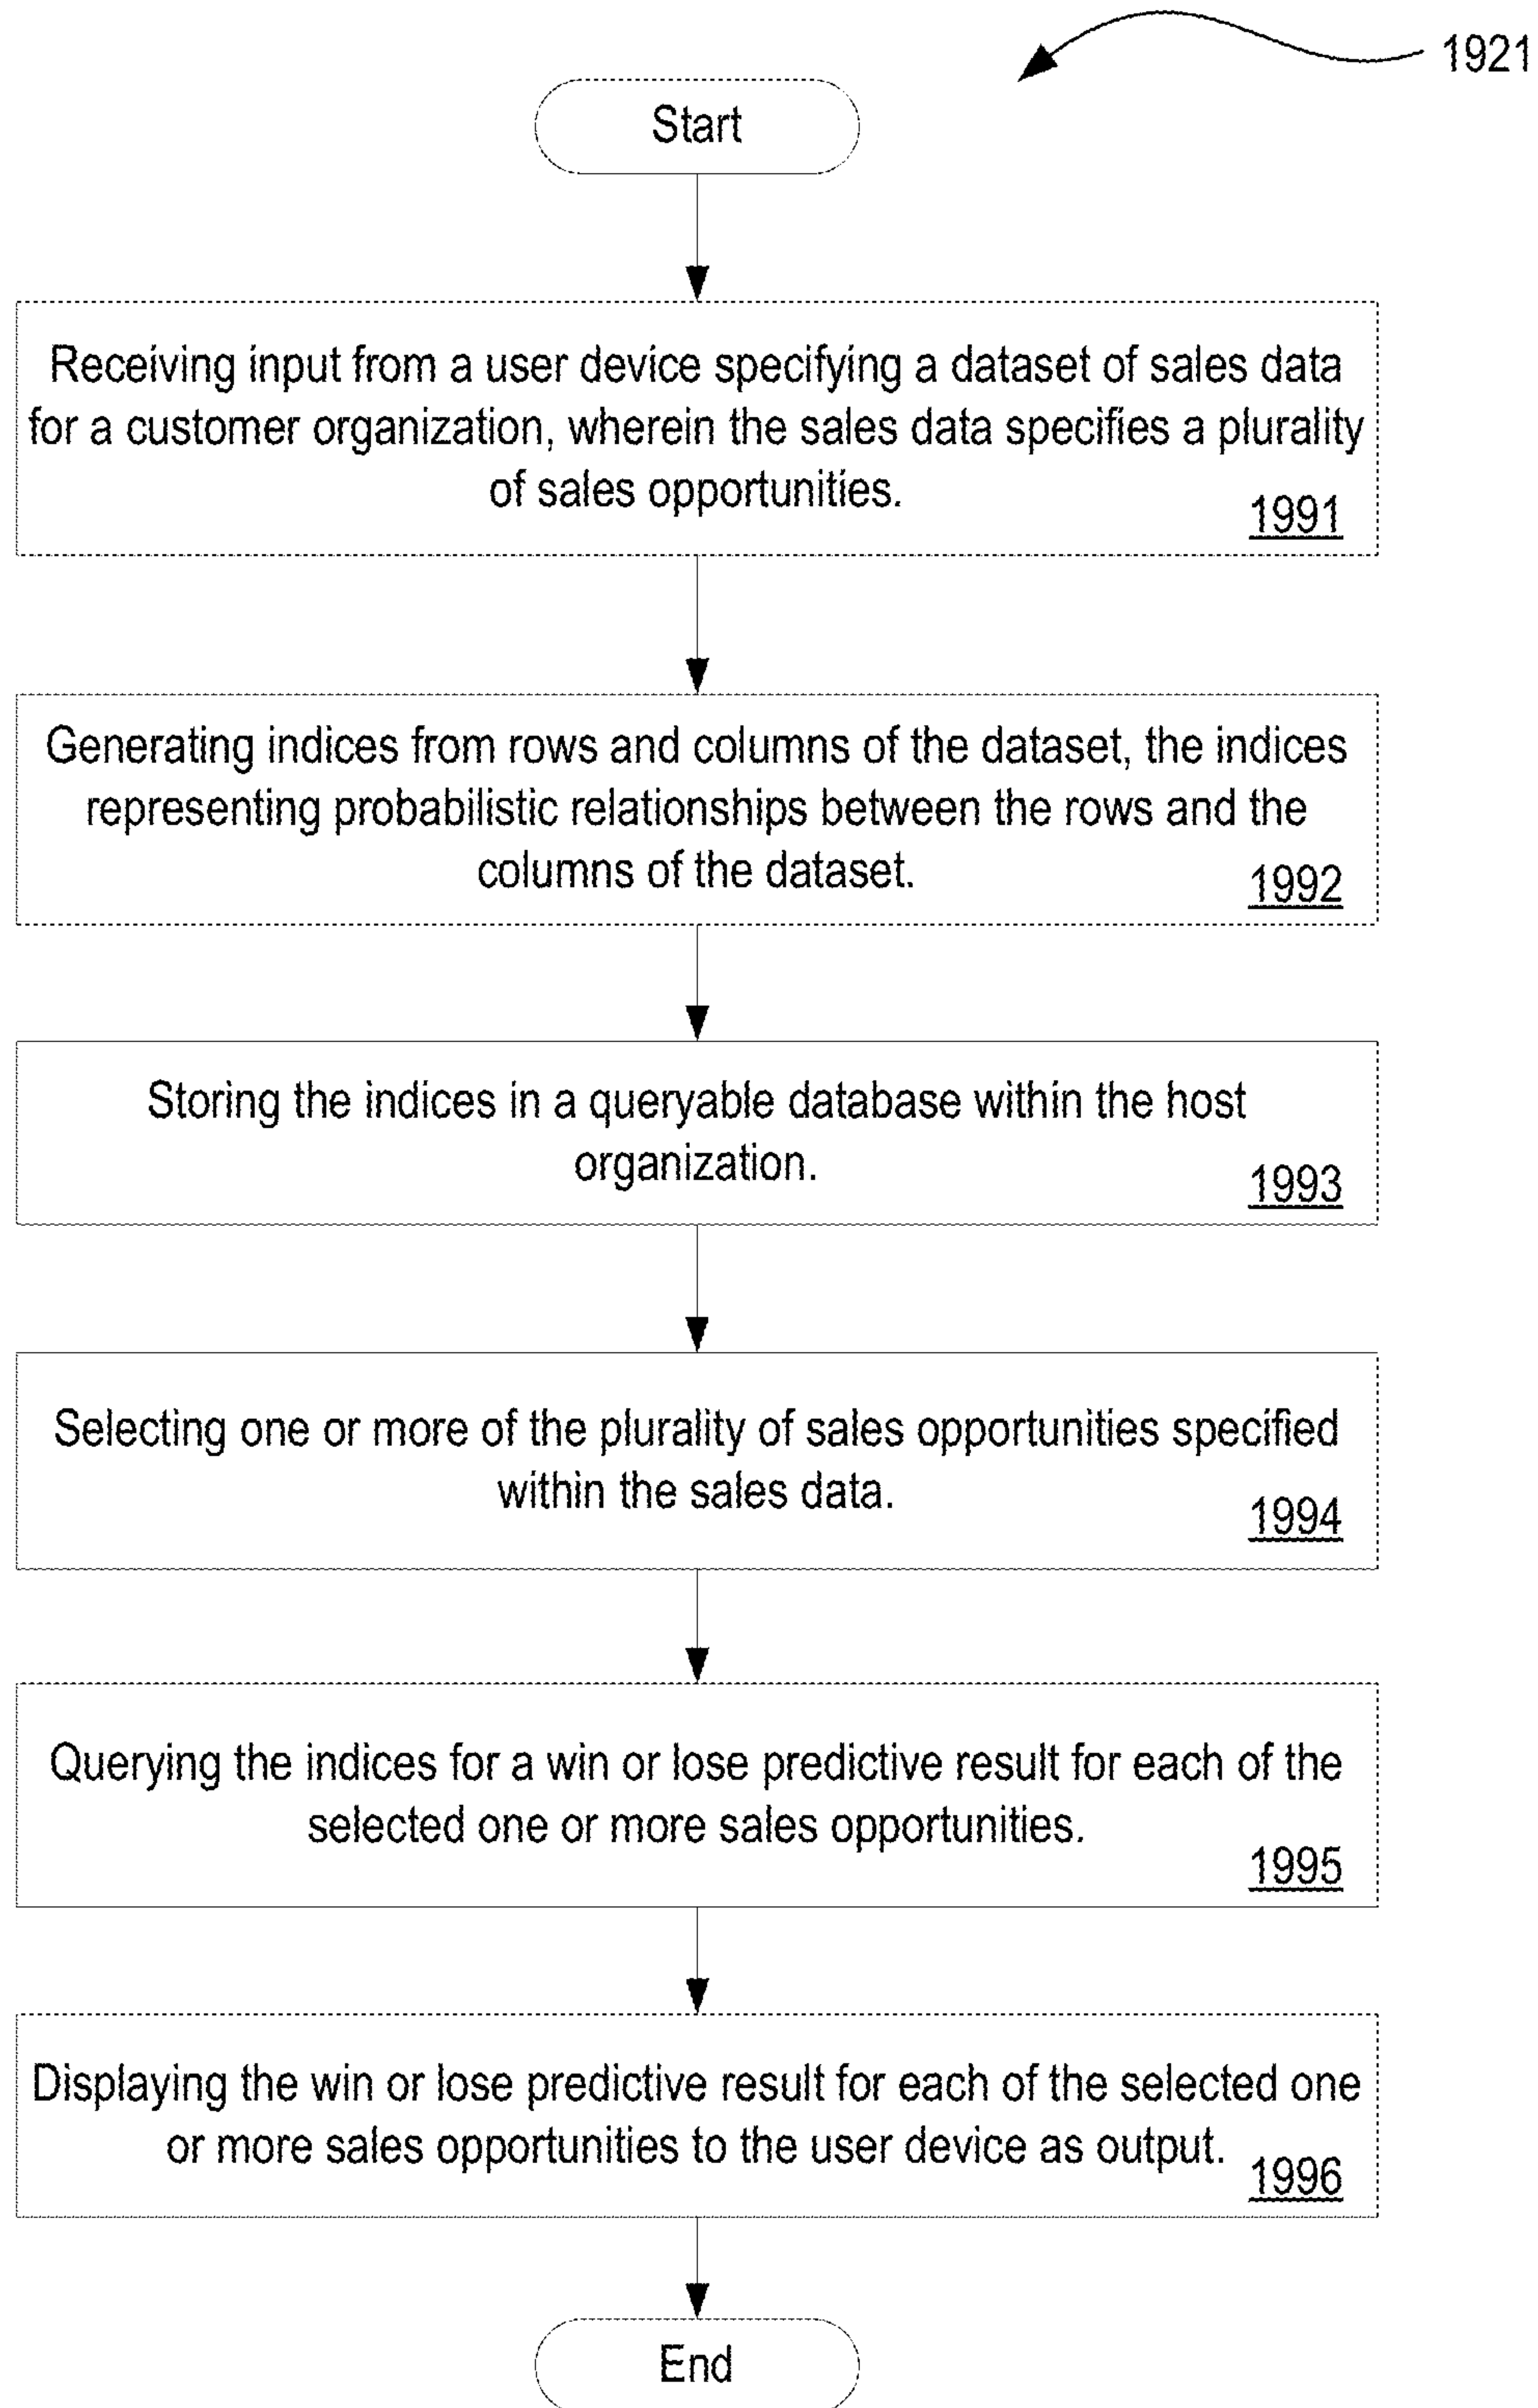 1921
Start
Receiving input from a user device specifying a dataset of sales data
for a customer organization, wherein the sales data specifies a plurality
of sales opportunities.
1991
Generating indices from rows and columns of the dataset, the indices
representing probabilistic relationships between the rows and the
columns of the dataset.
1992
Storing the indices in a queryable database within the host
organization.
1993
Selecting one or more of the plurality of sales opportunities specified
within the sales data.
1994
Querying the indices for a win or lose predictive result for each of the
selected one or more sales opportunities.
1995
Displaying the win or lose predictive result for each of the selected one
or more sales opportunities to the user device as output.
1996
End